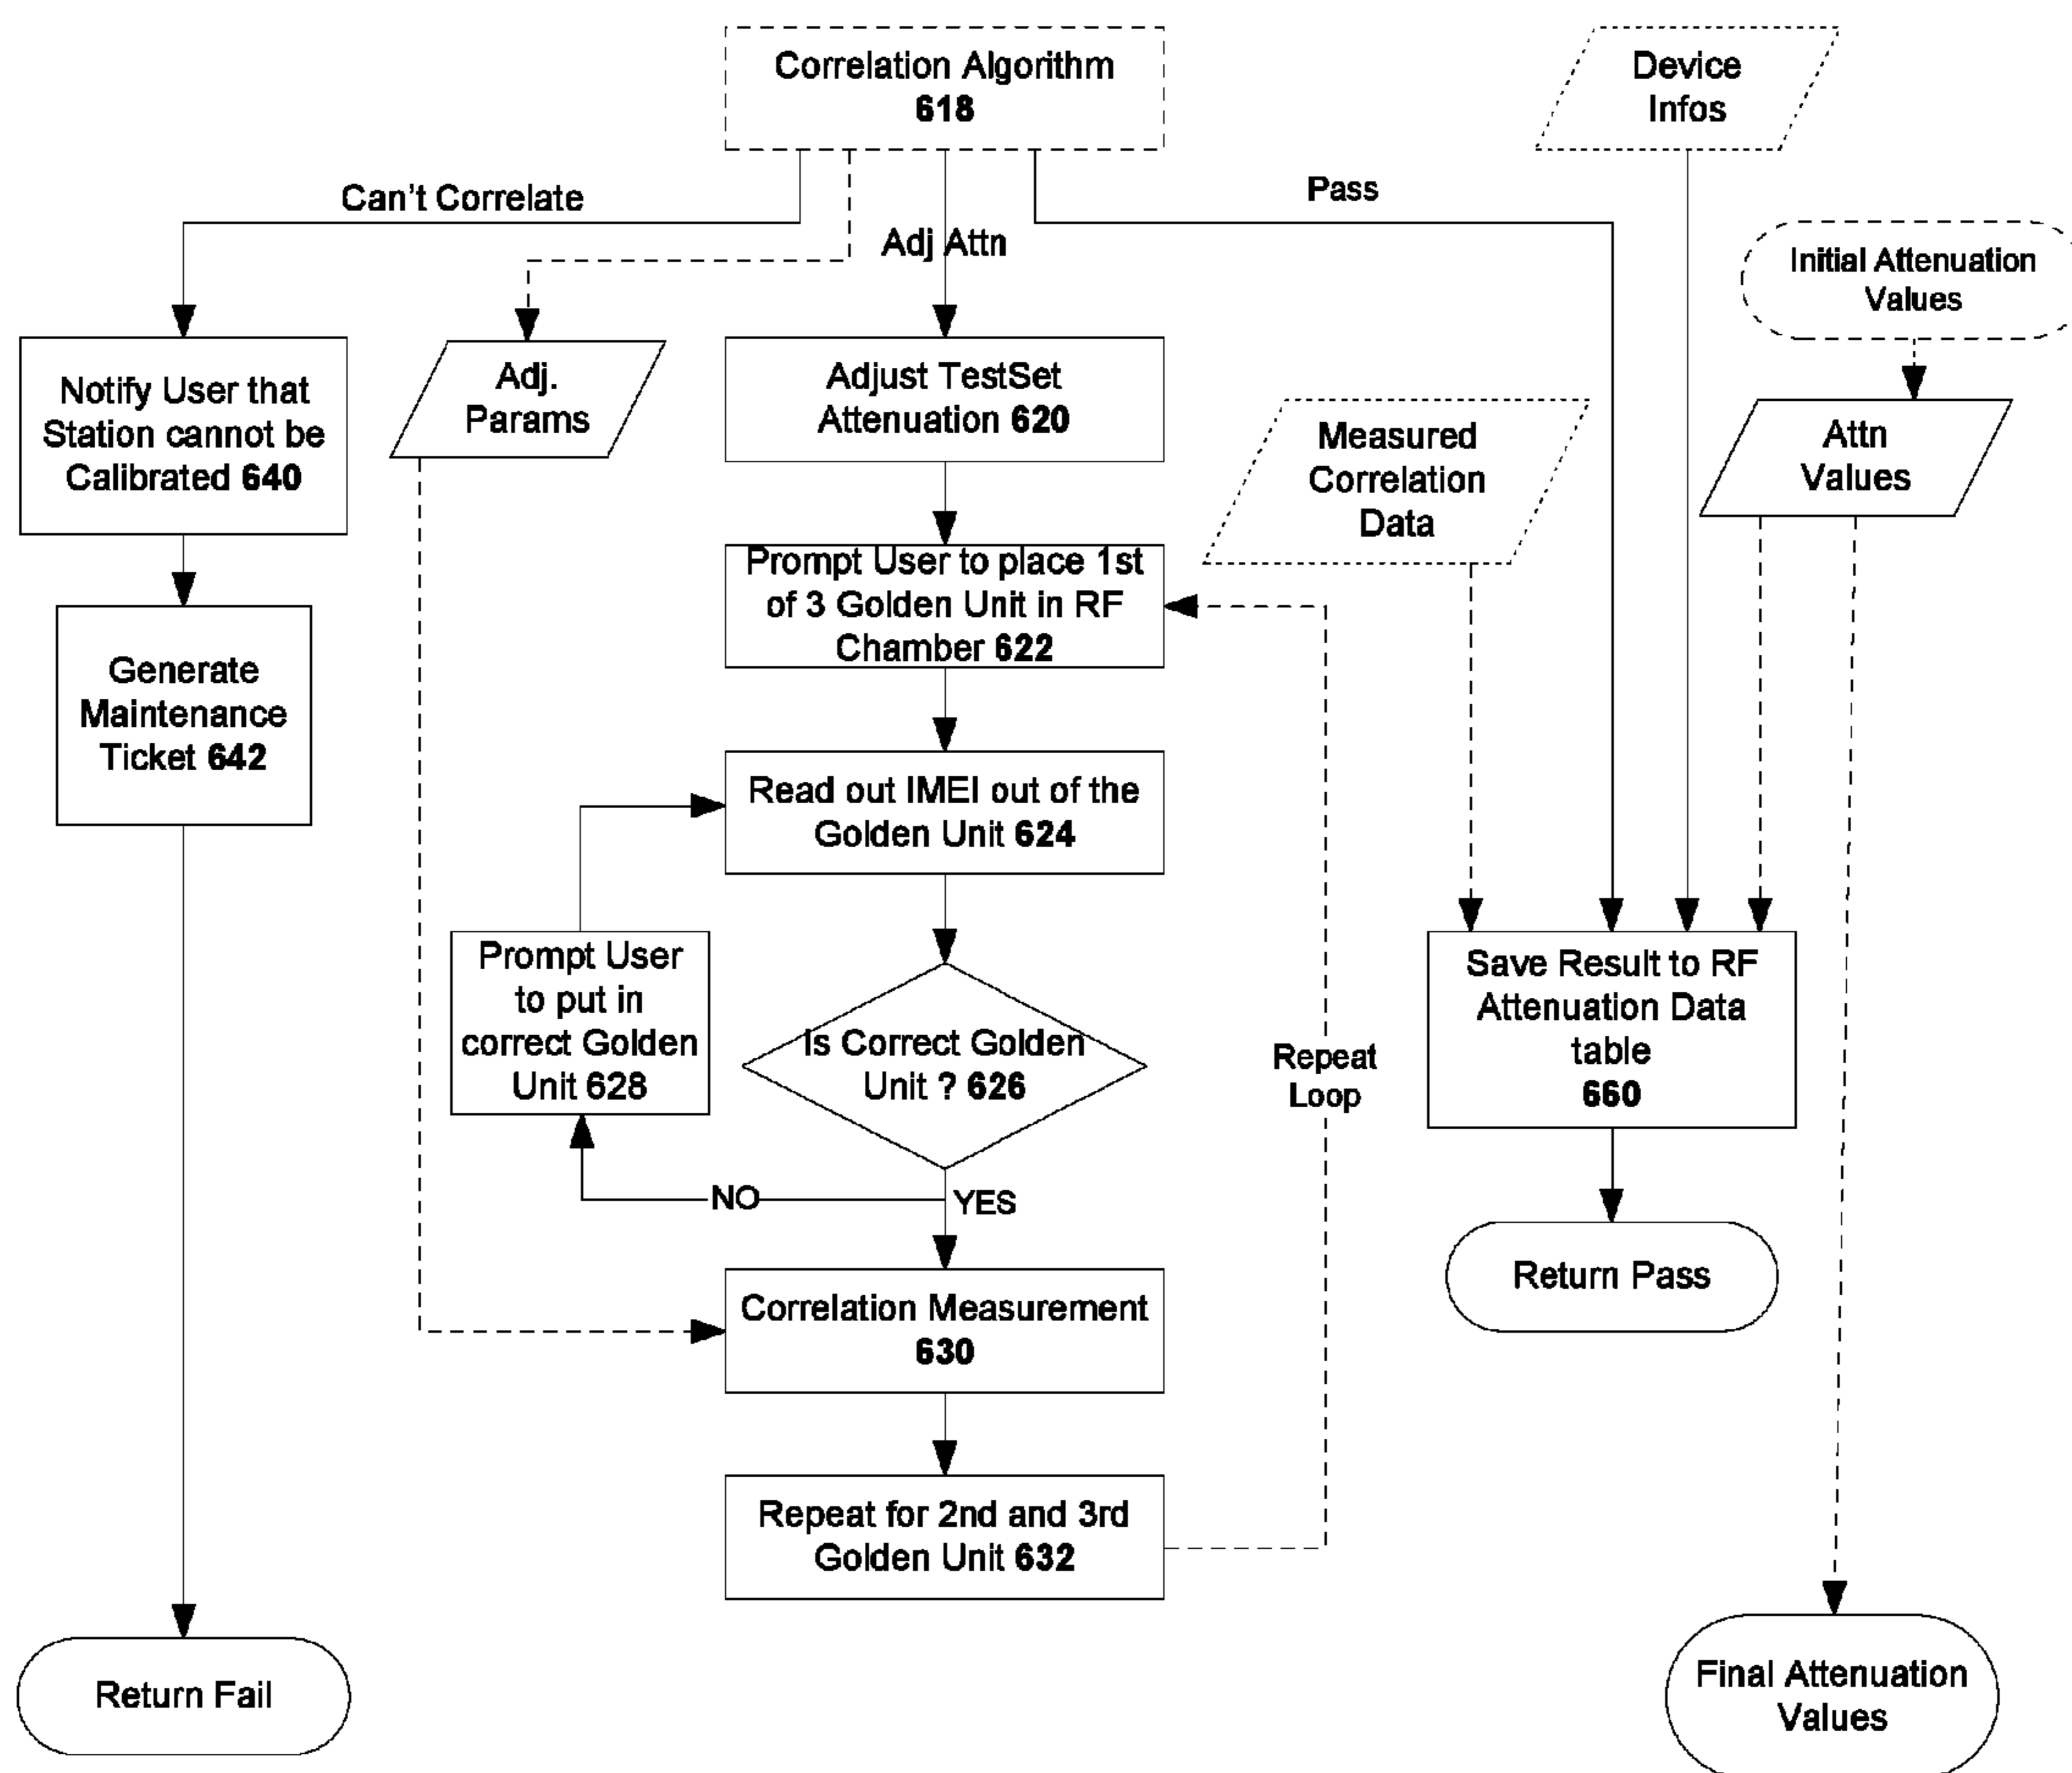 Correlation Algorithm
618
Device
Infos
Can't Correlate
Pass
Adj Attn
Initial Attenuation
Values
Notify User that
Station cannot be
Calibrated 640
Adj.
Params
Adjust TestSet
Attenuation 620
Measured
Correlation
Data
Attn
Values
Prompt User to place 1st
of 3 Golden Unit in RF
Chamber 622
Generate
Maintenance
Ticket 642
Read out IMEI out of the
Golden Unit 624
Prompt User
to put in
correct Golden
Unit 628
Is Correct Golden
Unit ? 626
Repeat
Loop
Save Result to RF
Attenuation Data
table
660
NO
YES
Correlation Measurement
630
Return Pass
Repeat for 2nd and 3rd
Golden Unit 632
Return Fail
Final Attenuation
Values